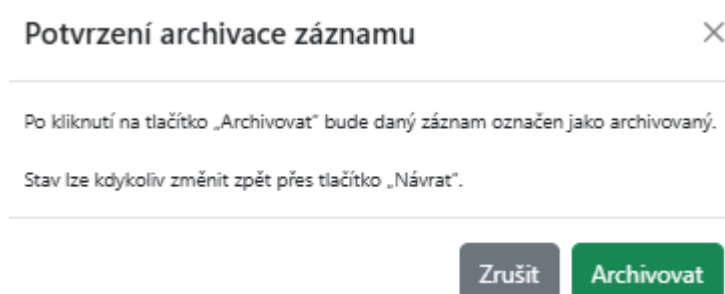 Potvrzení archivace záznamu
Po kliknutí na tlačítko „Archivovat“ bude daný záznam označen jako archivovaný.
Stav lze kdykoliv změnit zpět přes tlačítko „Návrat“.
Zrušit
Archivovat